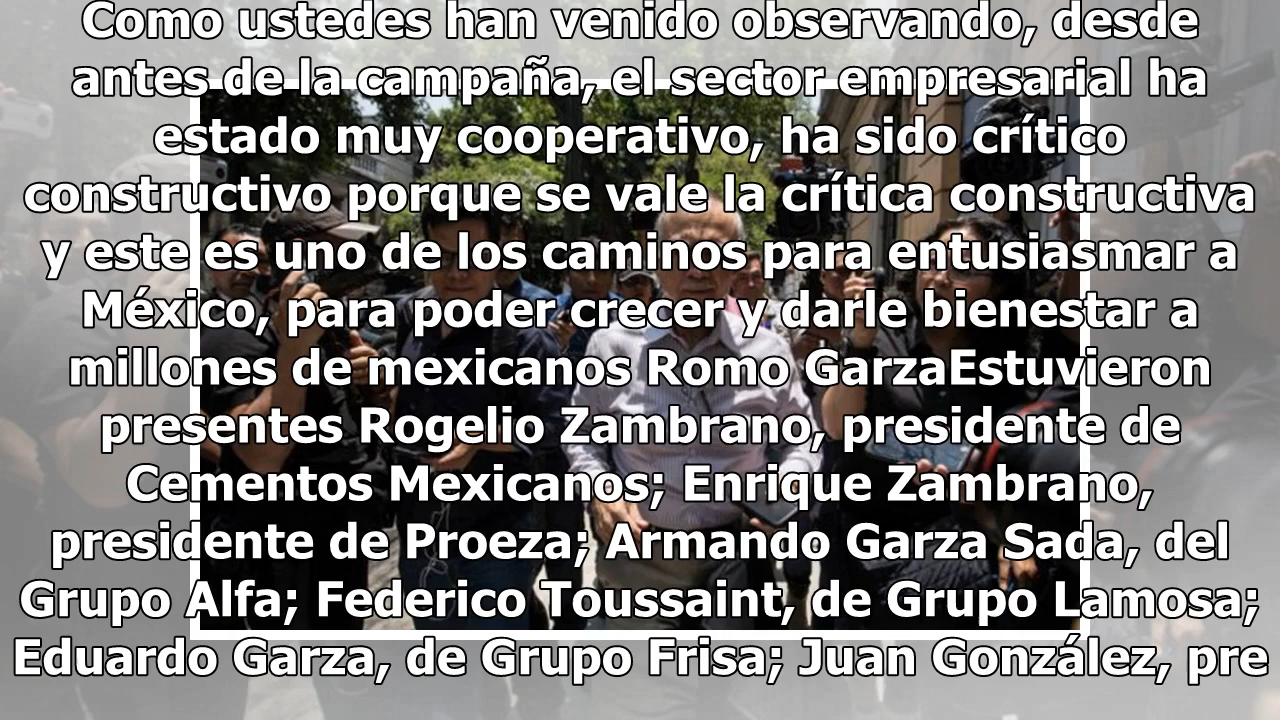 Como ustedes han venido observando, desde
antes de la campaña, el sector empresarial ha
estado muy cooperativo, ha sido crítico
constructivo porque se vale la crítica constructiva
y este es uno de los caminos para entusiasmar a
México, para poder crecer y darle bienestar a
millones de mexicanos Romo GarzaEstuvieron
presentes Rogelio Zambrano, presidente de
Cementos Mexicanos; Enrique Zambrano,
presidente de Proeza; Armando Garza Sada, del
Grupo Alfa; Federico Toussaint, de Grupo Lamosa;
Eduardo Garza, de Grupo Frisa; Juan González, pre